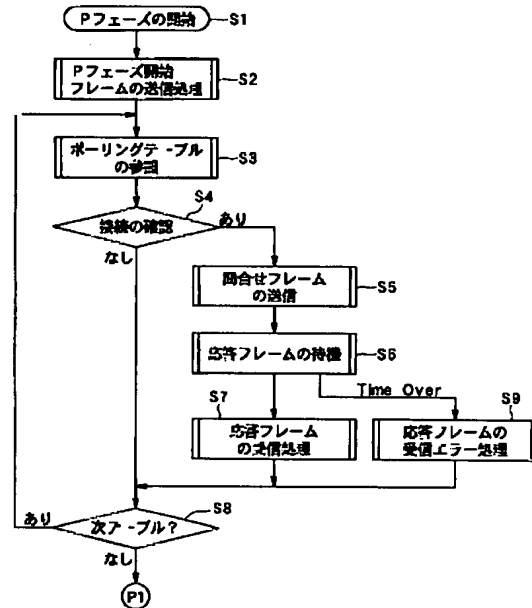 Pフェーズの開始
S1
Pフェーズ開始
フレームの送信処理
S2
ポーリングテーブル
の参照
S3
接続の確認
S4
あり
なし
問合せフレーム
の送信
S5
応答フレームの待機
S6
Time Over
S7
応答フレーム
の受信処理
S9
応答フレームの
受信エラー処理
あり
次テーブル?
S8
なし
P1